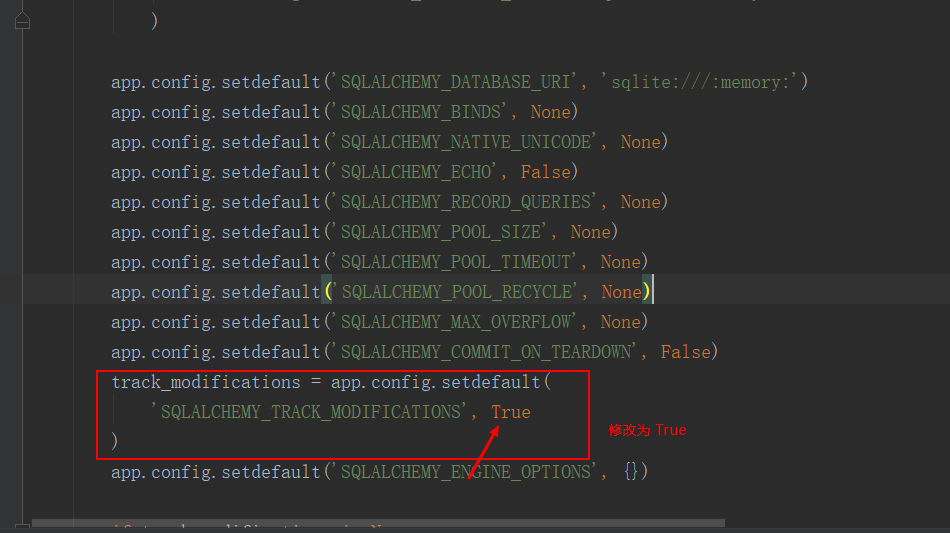 )
app.config.setdefault('SQLALCHEMY_DATABASE_URI', 'sqlite:///:memory:')
app.config.setdefault('SQLALCHEMY_BINDS', None)
app.config.setdefault('SQLALCHEMY_NATIVE_UNICODE', None)
app.config.setdefault('SQLALCHEMY_ECHO', False)
app.config.setdefault('SQLALCHEMY_RECORD_QUERIES', None)
app.config.setdefault('SQLALCHEMY_POOL_SIZE', None)
app.config.setdefault('SQLALCHEMY_POOL_TIMEOUT', None)
app.config.setdefault('SQLALCHEMY_POOL_RECYCLE', None)
app.config.setdefault('SQLALCHEMY_MAX_OVERFLOW', None)
app.config.setdefault('SQLALCHEMY_COMMIT_ON_TEARDOWN', False)
track_modifications = app.config.setdefault(
'SQLALCHEMY_TRACK_MODIFICATIONS', True
修改为 True
)
app.config.setdefault('SQLALCHEMY_ENGINE_OPTIONS', {})